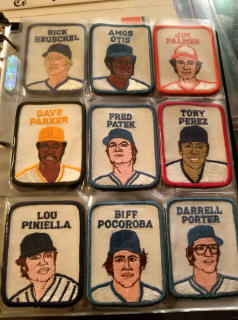 RICK
REUSCHEL
AMOS
OTIS
JIM
PALMER
DAVE
PARKER
FRED
PATEK
TONY
PEREZ
LOU
PINIELLA
BIFF
POCOROBA
DARRELL
PORTER